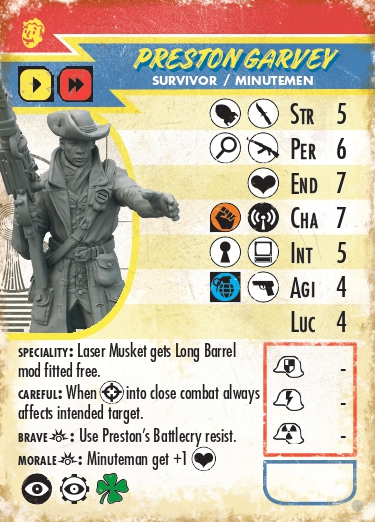 PRESTON GARVEY
SURVIVOR / MINUTEMEN
STR 5
PER 6
END 7
CHA 7
INT 5
AGI 4
LUC 4
SPECIALITY: Laser Musket gets Long Barrel
mod fitted free.
CAREFUL: When into close combat always
affects intended target.
BRAVE: Use Preston's Battlecry resist.
MORALE: Minuteman get +1
-
-
-